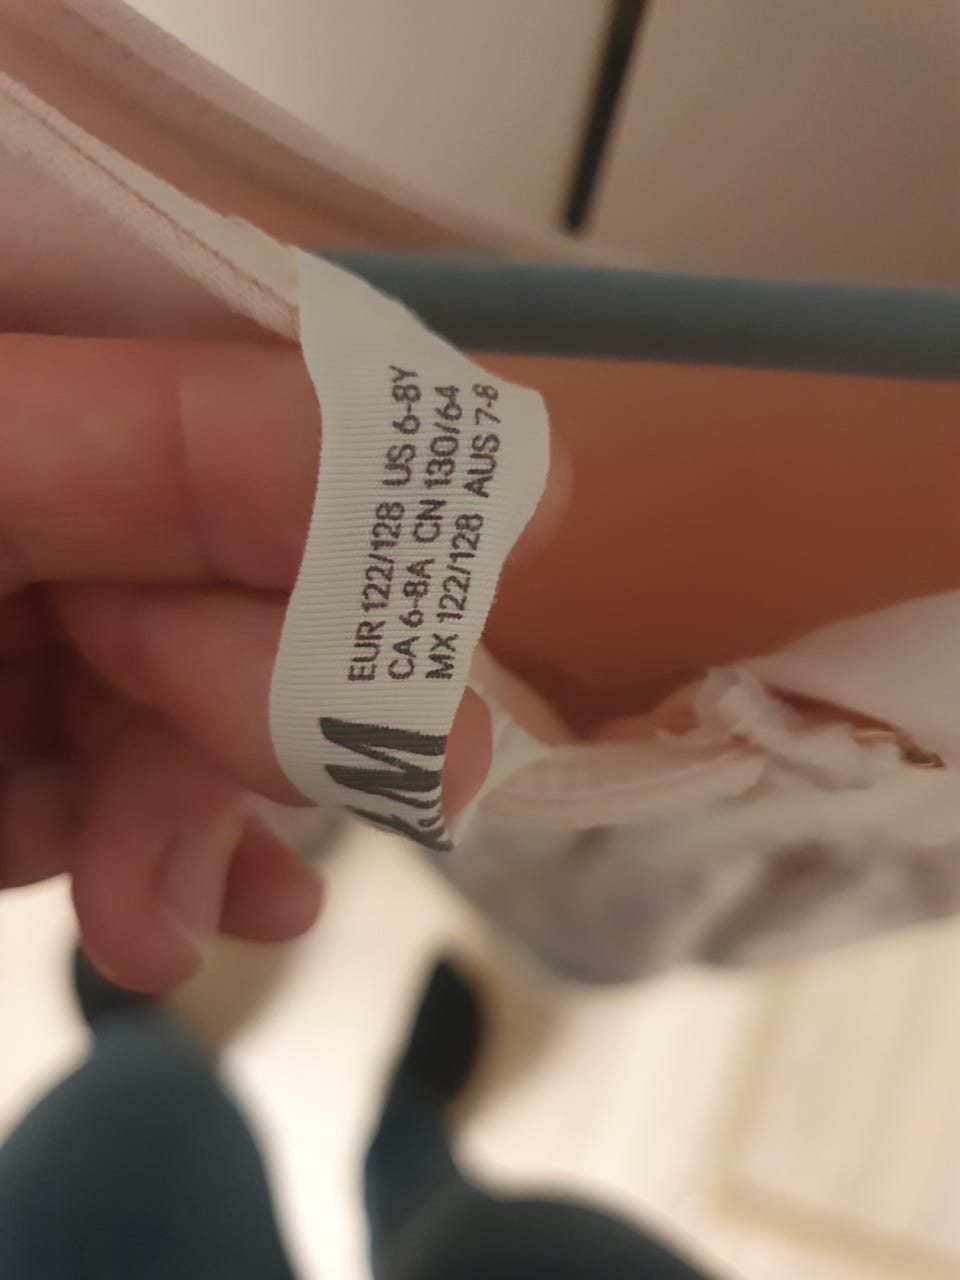 EUR 122/128 US 6-8Y
CA 6-8A CN 130/64
MX 122/128 AUS 7-8